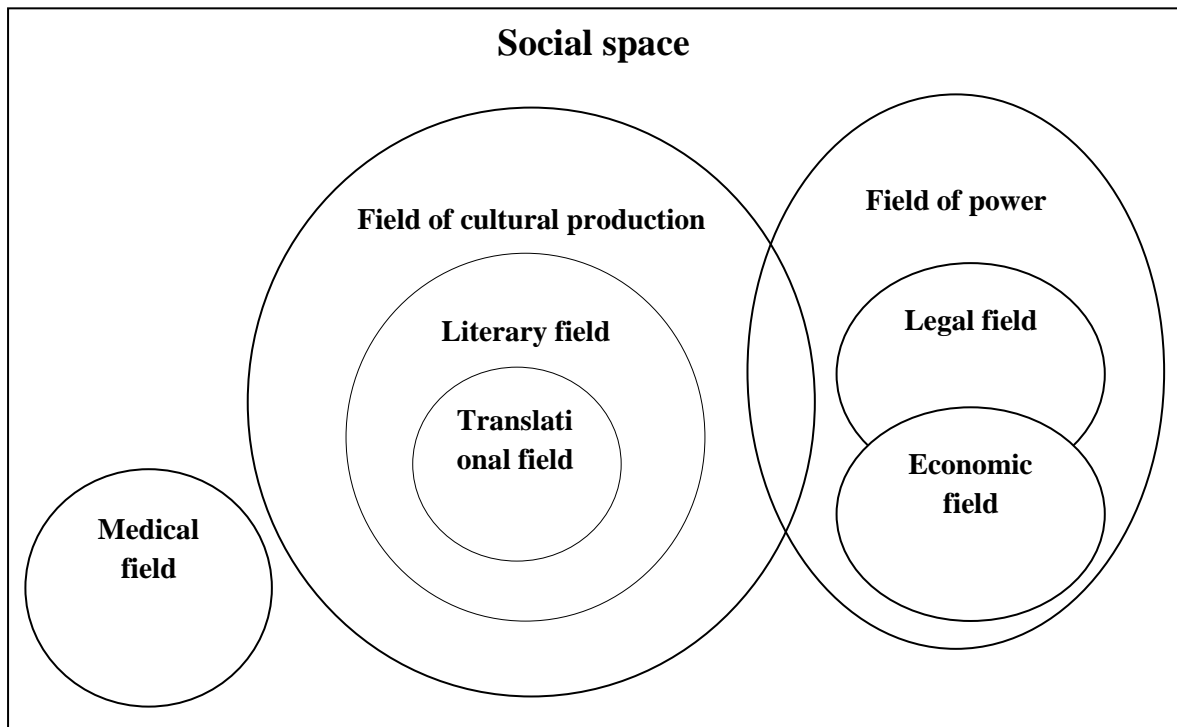 Social space
Field of cultural production
Field of power
Literary field
Legal field
Translati
onal field
Economic
field
Medical
field